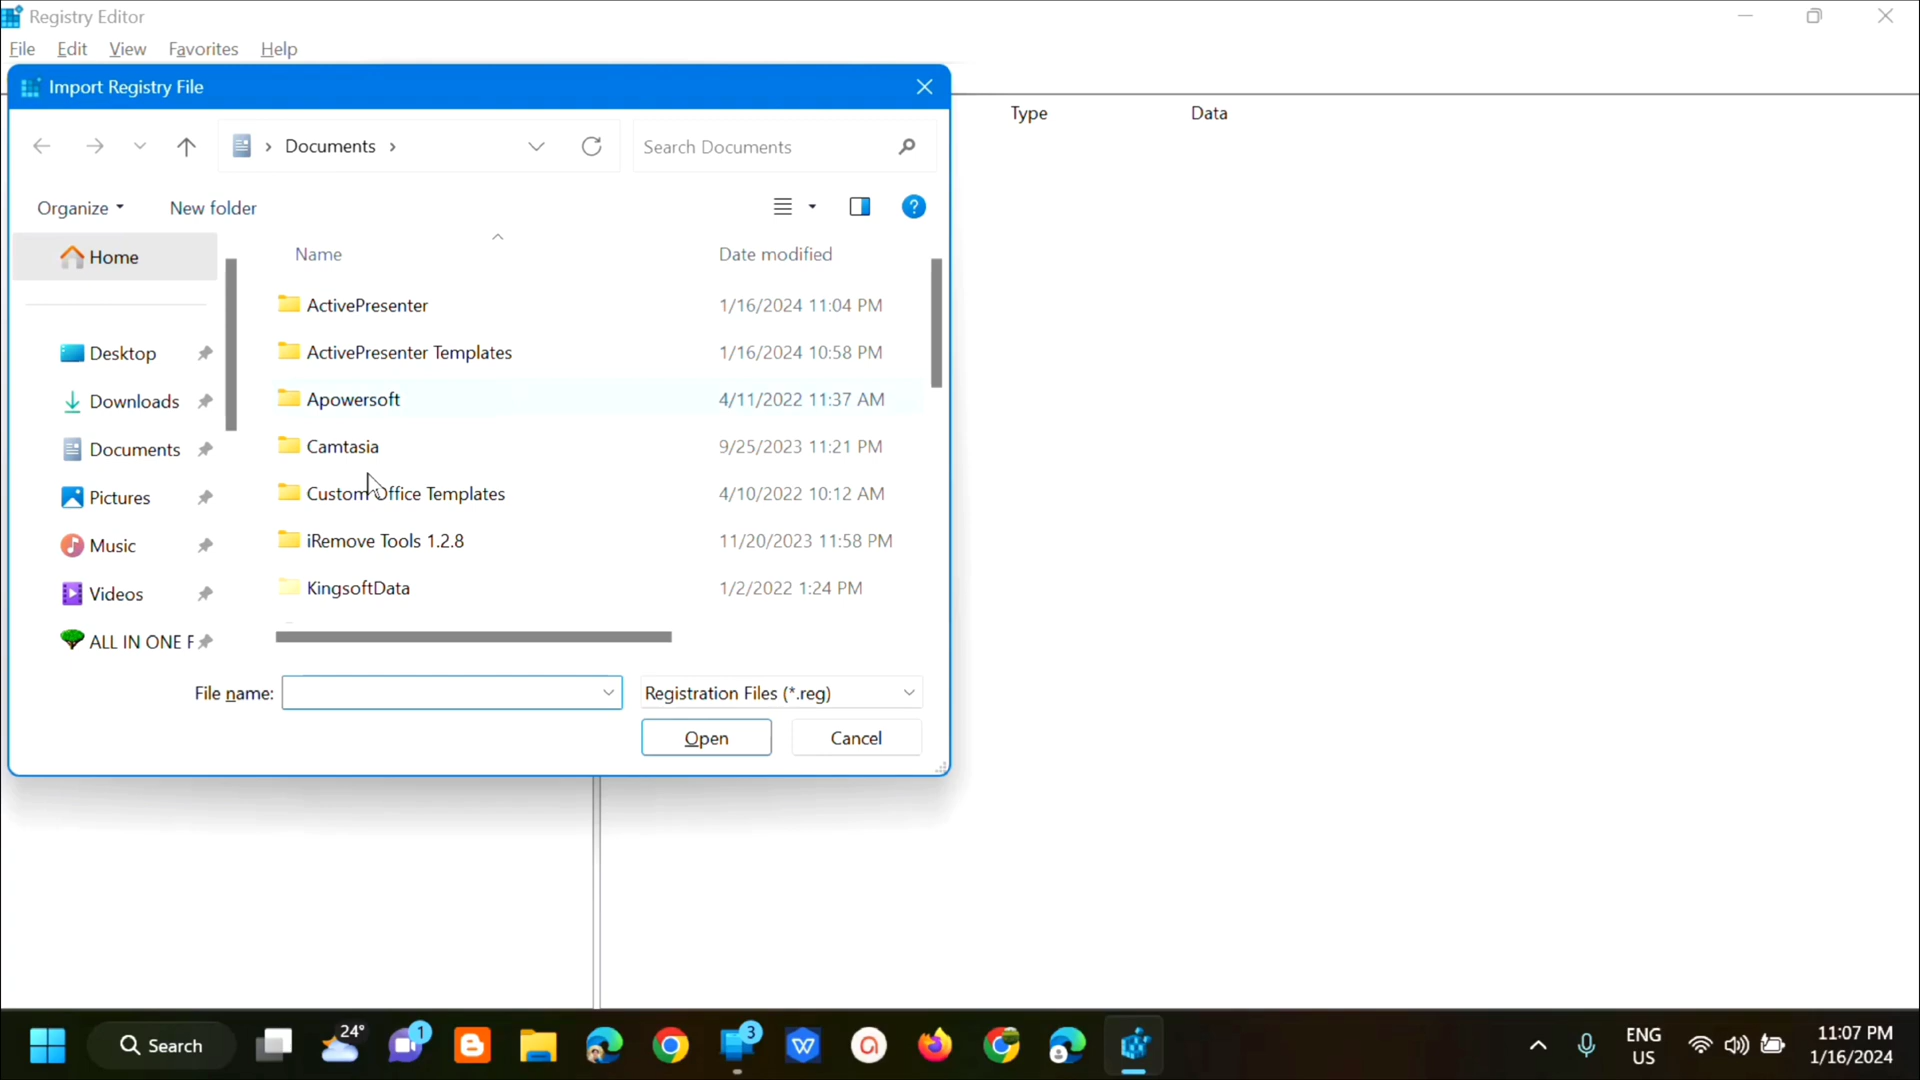 Registry Editor
File Edit View Favorites Help
Import Registry File
Type Data
Documents
Search Documents
Organize New folder
Home
Name Date modified
ActivePresenter 1/16/2024 11:04 PM
Desktop
ActivePresenter Templates 1/16/2024 10:58 PM
Downloads
Apowersoft 4/11/2022 11:37 AM
Documents
Camtasia 9/25/2023 11:21 PM
Pictures
Custom Office Templates 4/10/2022 10:12 AM
Music
iRemove Tools 1.2.8 11/20/2023 11:58 PM
Videos
KingsoftData 1/2/2022 1:24 PM
ALL IN ONE F
File name: Registration Files (*.reg)
Open Cancel
Search 24° 1 3
ENG
US
11:07 PM
1/16/2024